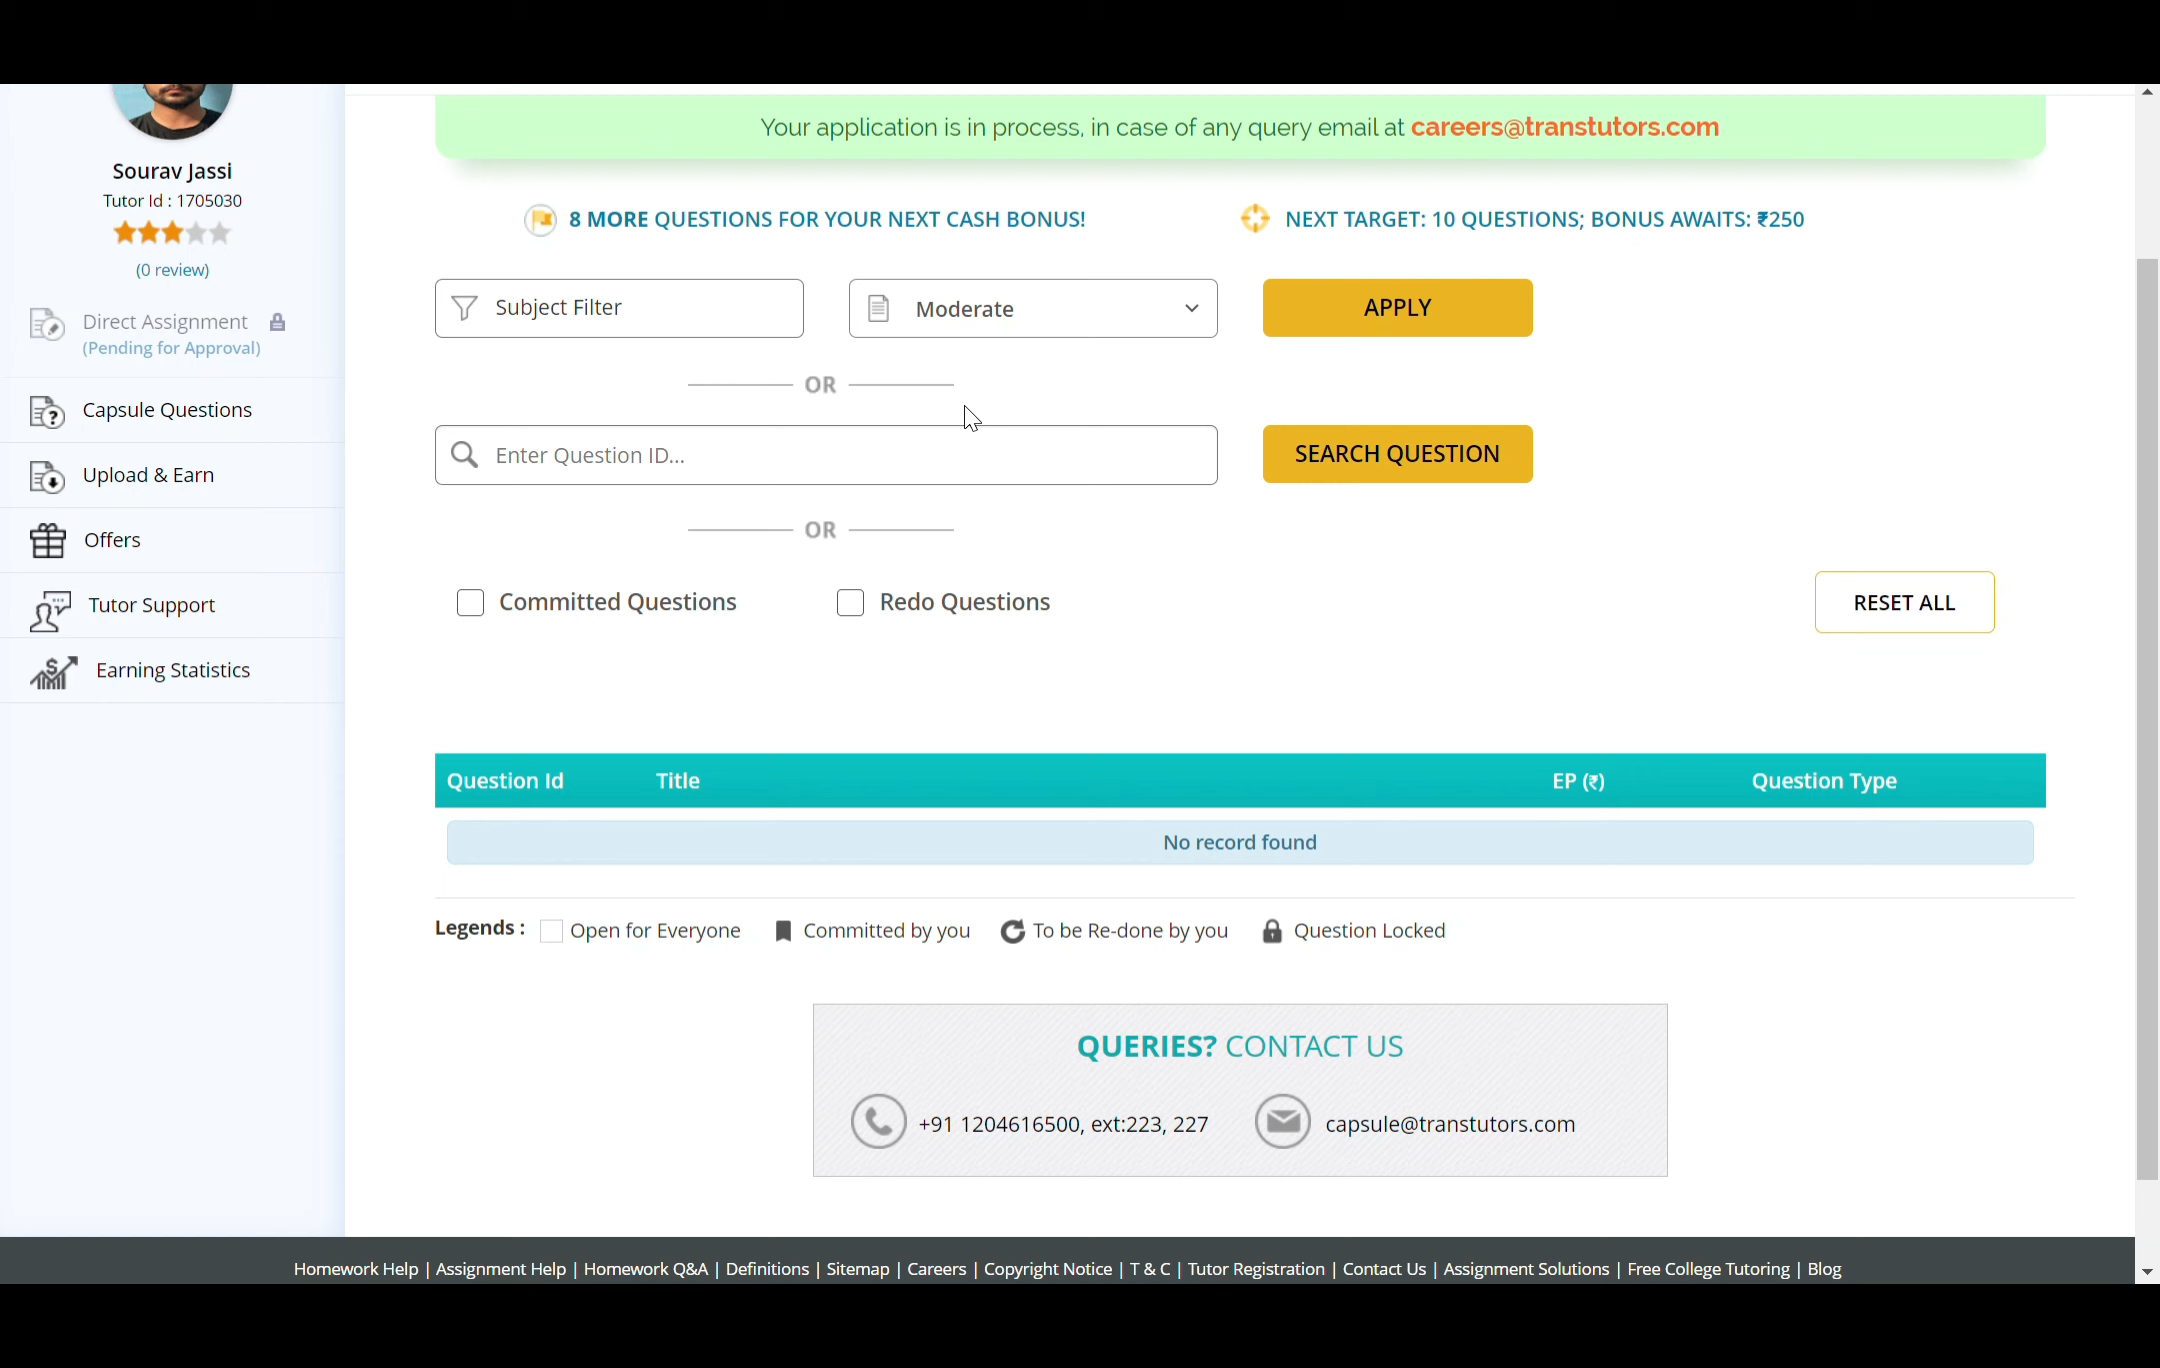 Your application is in process, in case of any query email at careers@transtutors.com
Sourav Jassi
Tutor Id : 1705030
(0 review)
Direct Assignment
(Pending for Approval)
Capsule Questions
Upload & Earn
Offers
Tutor Support
Earning Statistics
8 MORE QUESTIONS FOR YOUR NEXT CASH BONUS!
NEXT TARGET: 10 QUESTIONS; BONUS AWAITS: ₹250
Subject Filter
Moderate
APPLY
OR
Enter Question ID...
SEARCH QUESTION
OR
Committed Questions
Redo Questions
RESET ALL
Question Id Title EP (₹) Question Type
No record found
Legends : Open for Everyone Committed by you To be Re-done by you Question Locked
QUERIES? CONTACT US
+91 1204616500, ext:223, 227
capsule@transtutors.com
Homework Help | Assignment Help | Homework Q&A | Definitions | Sitemap | Careers | Copyright Notice | T & C | Tutor Registration | Contact Us | Assignment Solutions | Free College Tutoring | Blog